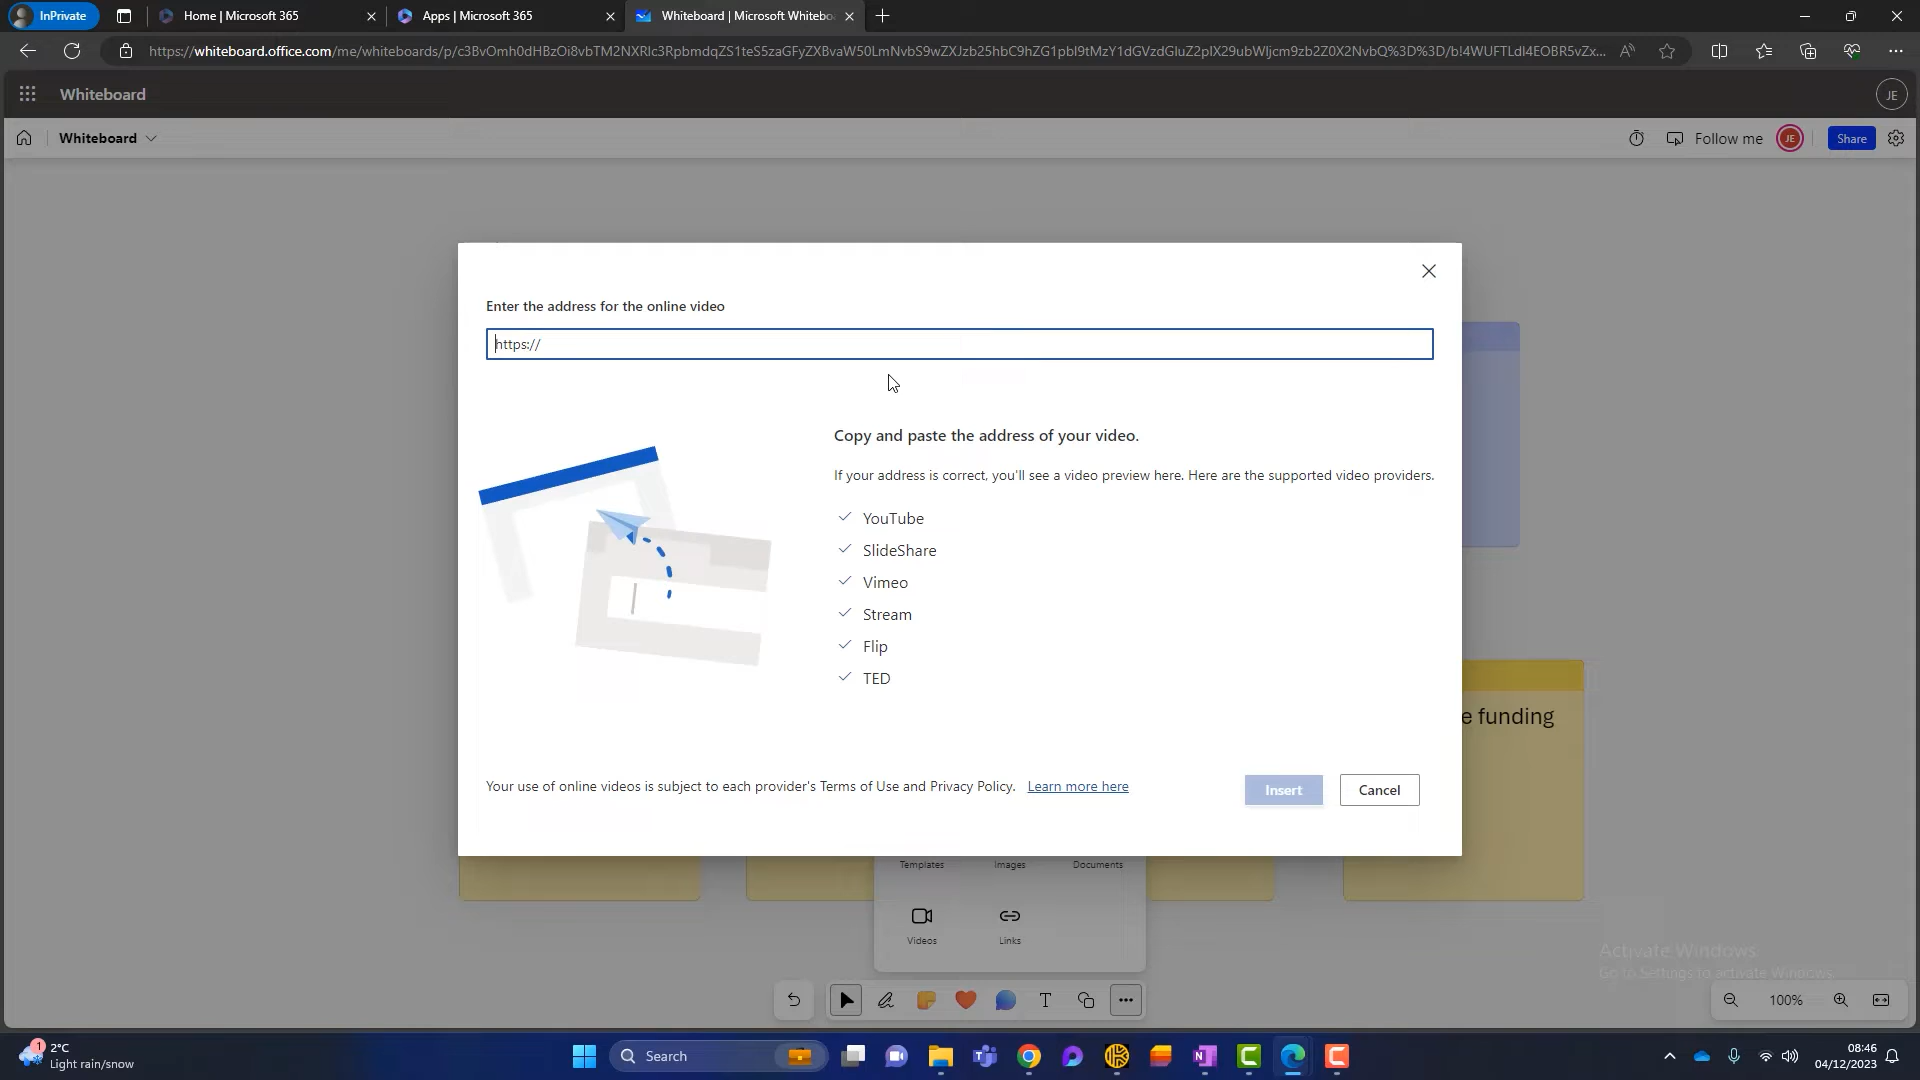 InPrivate
Home | Microsoft 365
Apps | Microsoft 365
Whiteboard | Microsoft Whitebo
https://whiteboard.office.com/me/whiteboards/p/c3BvOmh0dHBzOi8vbTM2NXRlc3RpbmdqZS1teS5zaGFyZXBvaW50LmNvbS9wZXJzb25hbC9hZG1pbl9tMzY1dGVzdGluZ2plX29ubWljcm9zb2Z0X2NvbQ%3D%3D/b!4WUFTLdI4EOBR5vZx...
Whiteboard
JE
Whiteboard
Follow me
JE
Share
Enter the address for the online video
https://
Copy and paste the address of your video.
If your address is correct, you'll see a video preview here. Here are the supported video providers.
YouTube
SlideShare
Vimeo
Stream
Flip
TED
e funding
Your use of online videos is subject to each provider's Terms of Use and Privacy Policy. Learn more here
Insert
Cancel
Templates
Images
Documents
Videos
Links
Activate Windows
Go to Settings to activate Windows.
T
100%
1
2°C
Light rain/snow
Search
08:46
04/12/2023